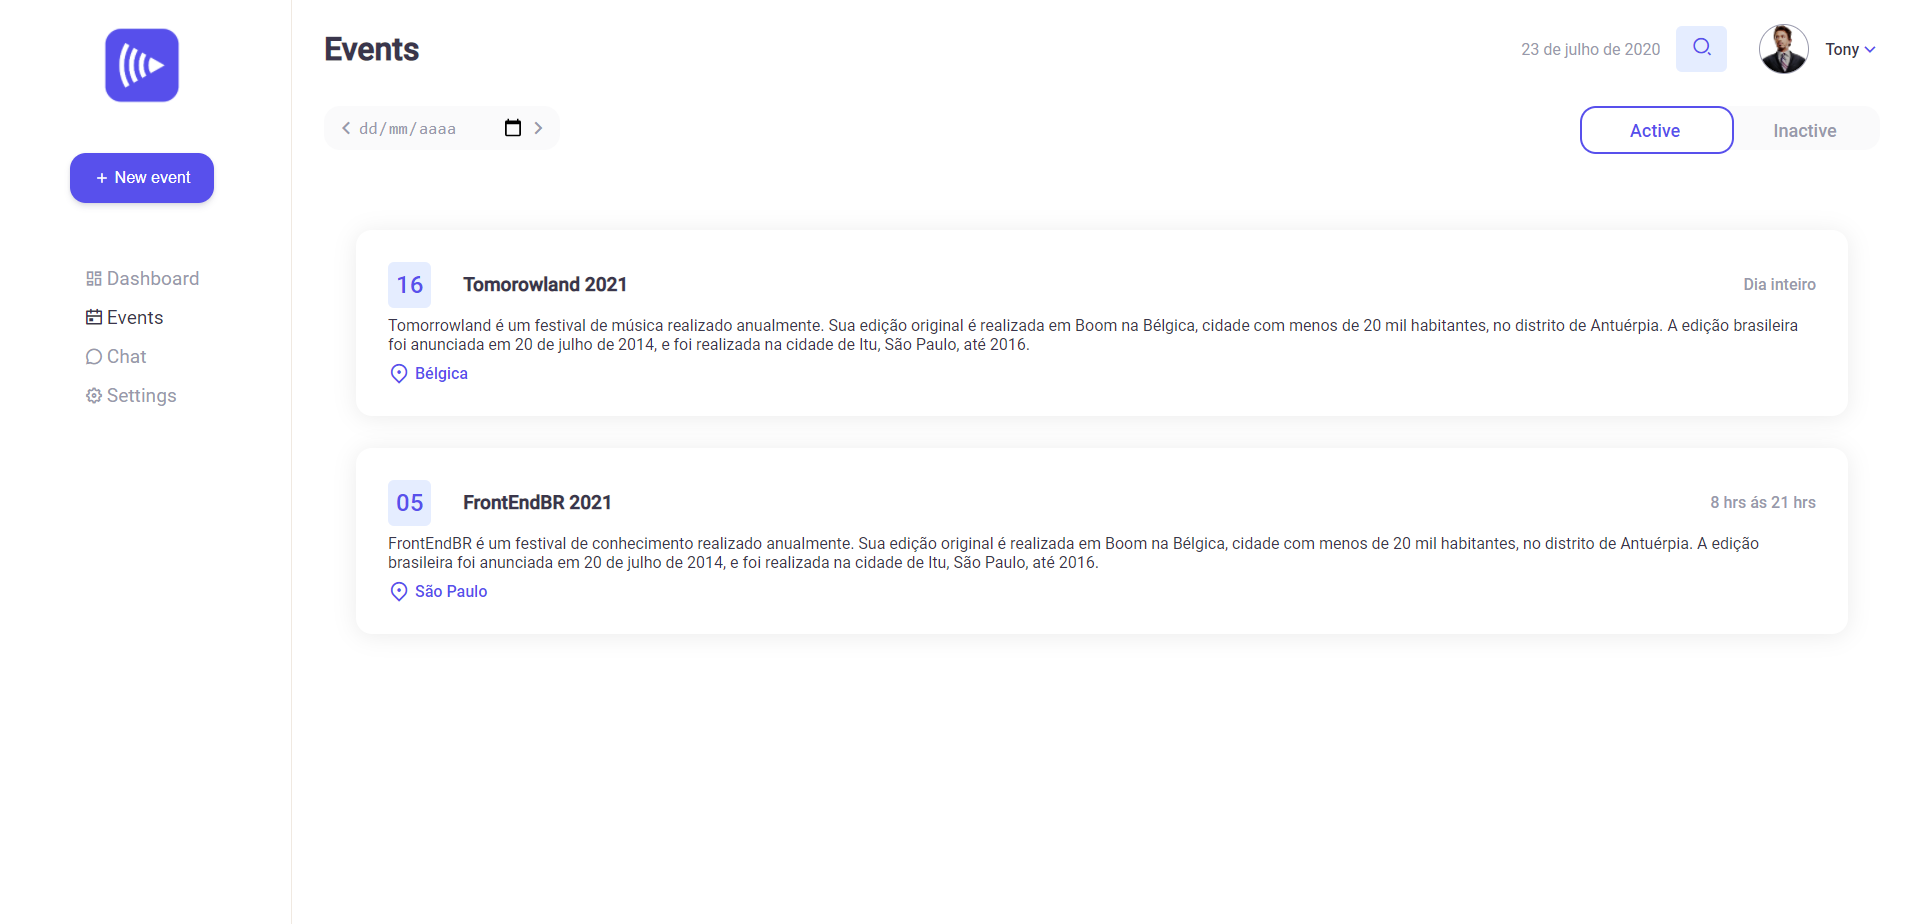 Events
23 de julho de 2020
Tony
+ New event
dd/mm/aaaa
Active
Inactive
Dashboard
Events
Chat
Settings
16
Tomorowland 2021
Dia inteiro
Tomorrowland é um festival de música realizado anualmente. Sua edição original é realizada em Boom na Bélgica, cidade com menos de 20 mil habitantes, no distrito de Antuérpia. A edição brasileira
foi anunciada em 20 de julho de 2014, e foi realizada na cidade de Itu, São Paulo, até 2016.
Bélgica
05
FrontEndBR 2021
8 hrs ás 21 hrs
FrontEndBR é um festival de conhecimento realizado anualmente. Sua edição original é realizada em Boom na Bélgica, cidade com menos de 20 mil habitantes, no distrito de Antuérpia. A edição
brasileira foi anunciada em 20 de julho de 2014, e foi realizada na cidade de Itu, São Paulo, até 2016.
São Paulo